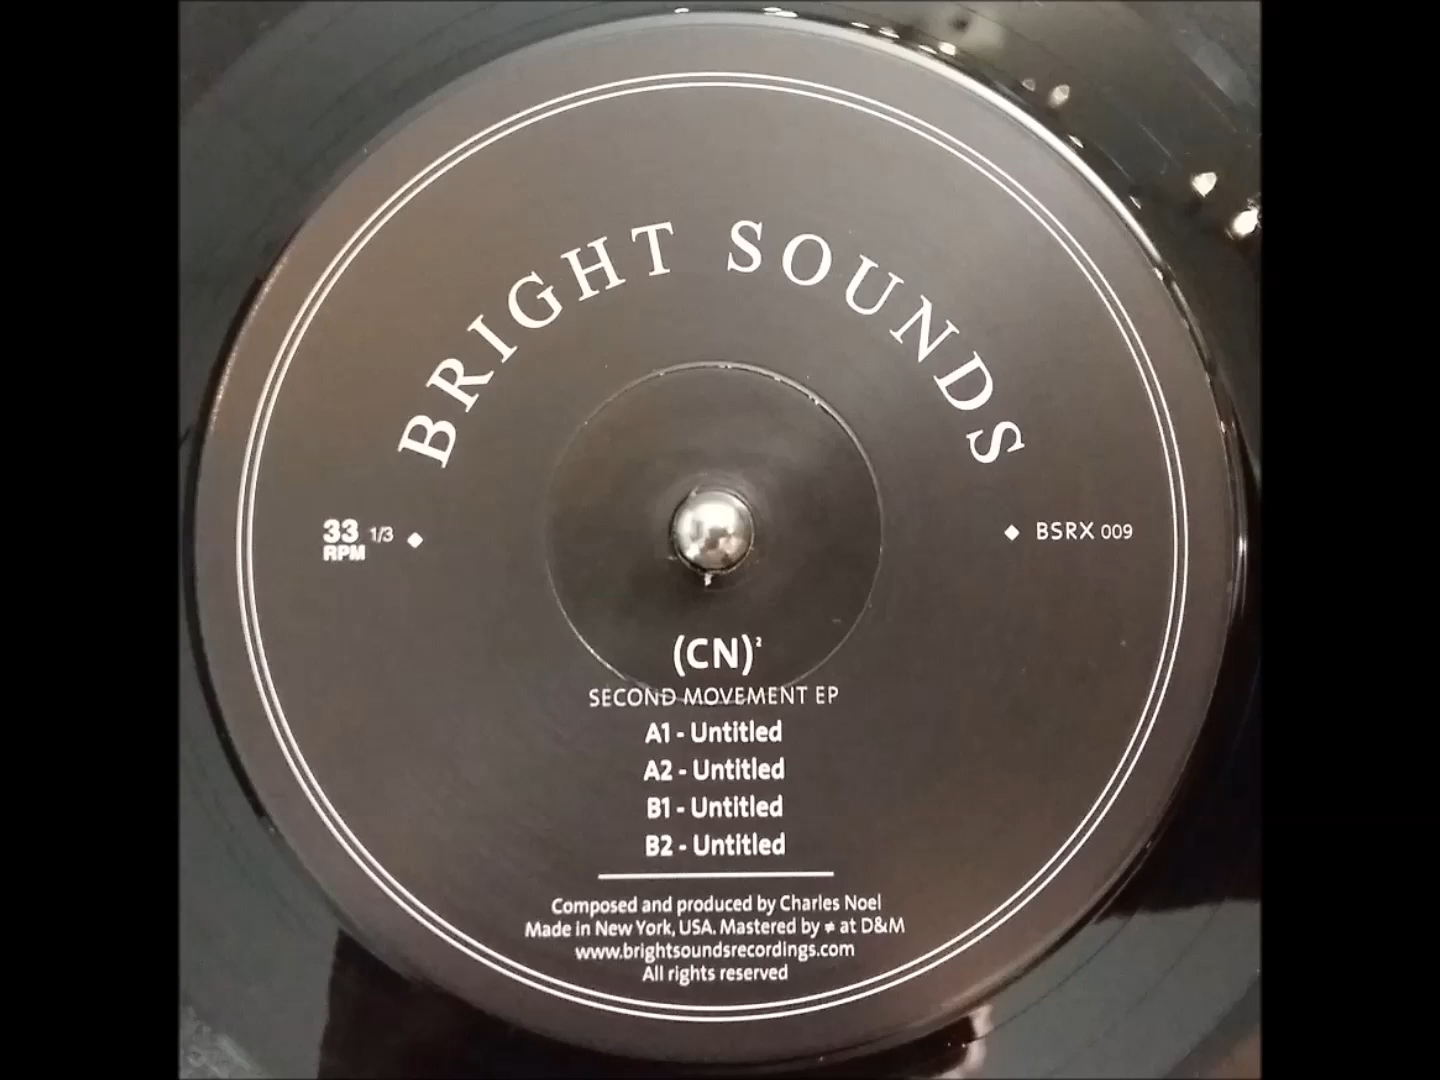 BRIGHT SOUNDS
33 1/3
RPM
BSRX 009
(CN)²
SECOND MOVEMENT EP
A1 - Untitled
A2 - Untitled
B1 - Untitled
B2 - Untitled
Composed and produced by Charles Noel
Made in New York, USA. Mastered by ≠ at D&M
www.brightsoundsrecordings.com
All rights reserved